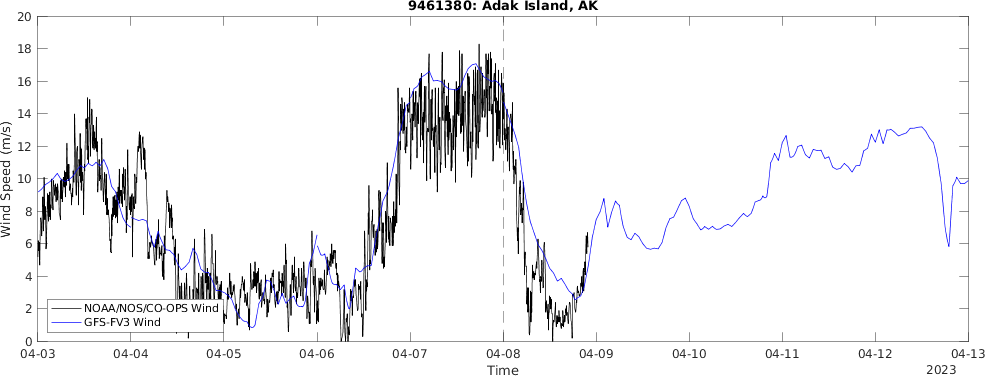 9461380: Adak Island, AK
20
18
16
14
12
10
8
6
4
2
0
Wind Speed (m/s)
NOAA/NOS/CO-OPS Wind
GFS-FV3 Wind
04-03 04-04 04-05 04-06 04-07 04-08 04-09 04-10 04-11 04-12 04-13
Time
2023